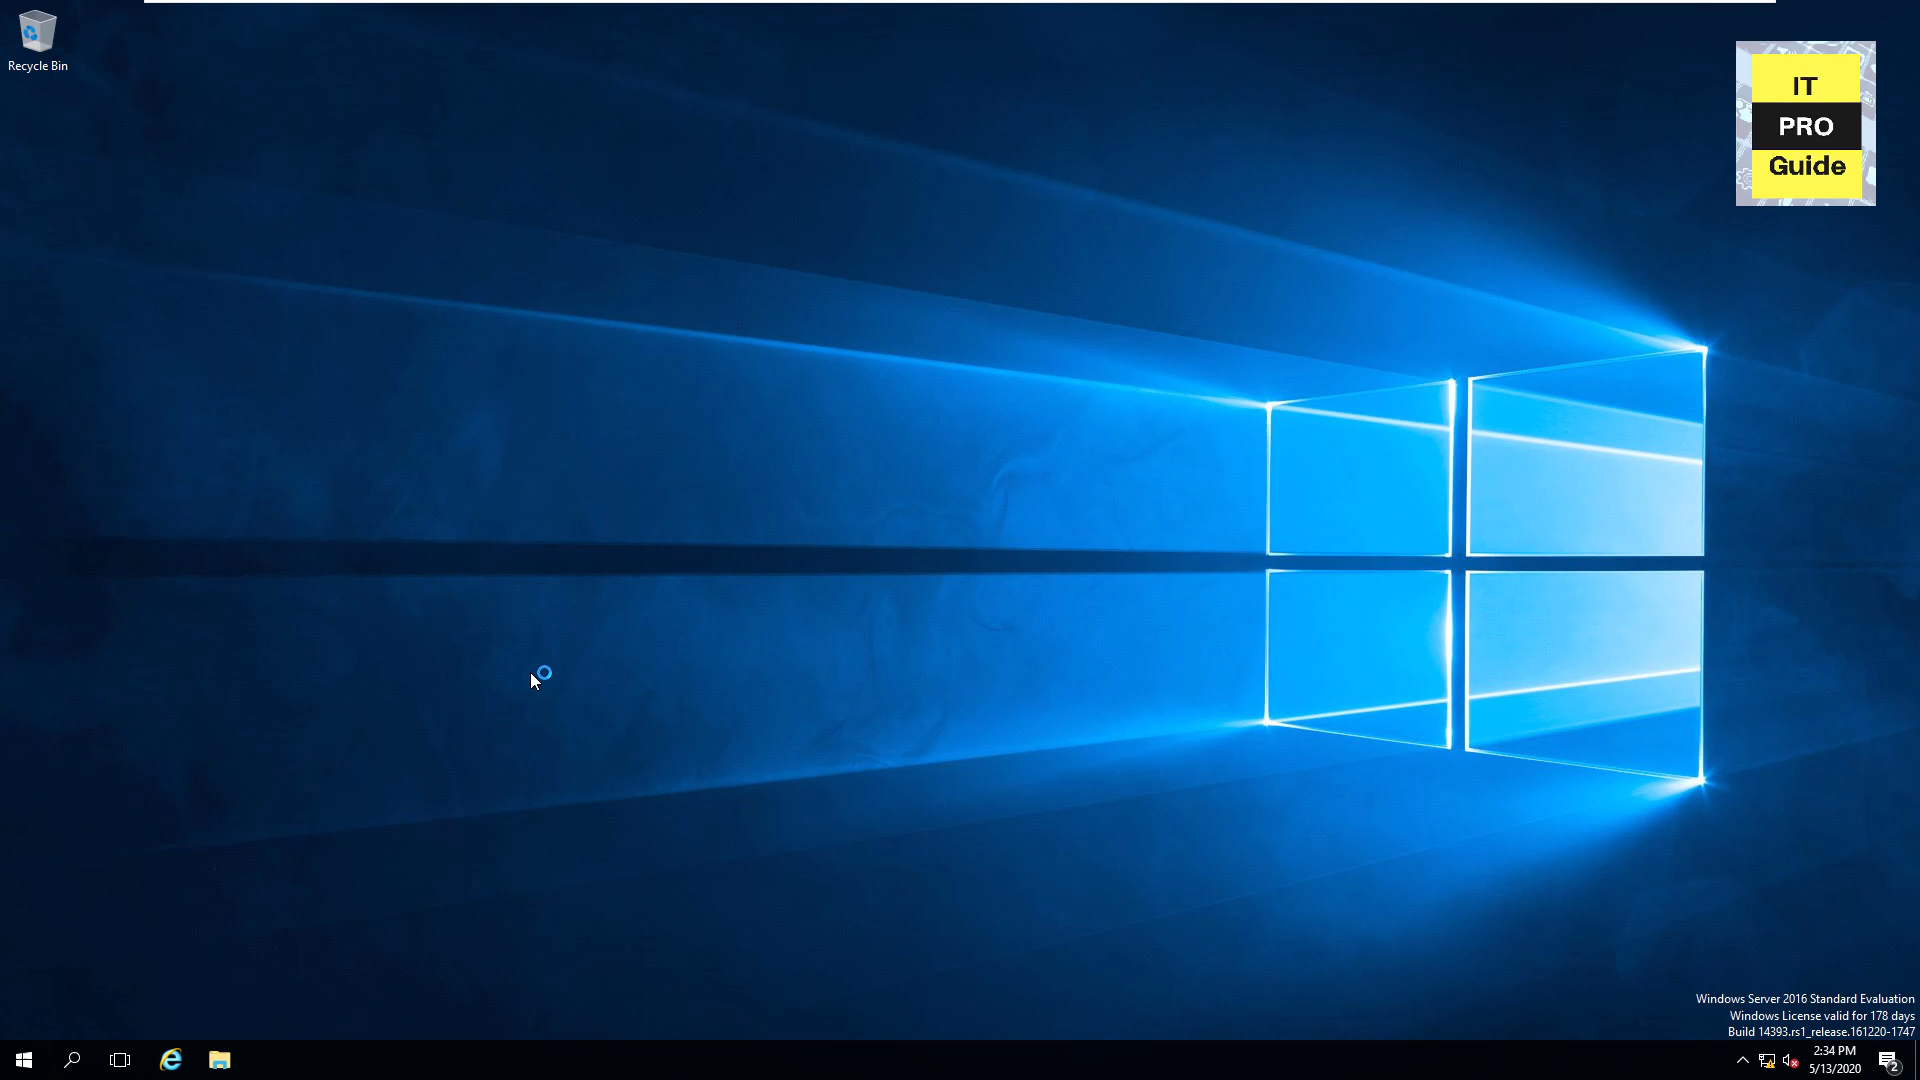 Recycle Bin
IT
PRO
Guide
Windows Server 2016 Standard Evaluation
Windows License valid for 178 days
Build 14393.rs1_release.161220-1747
2:34 PM
5/13/2020
2